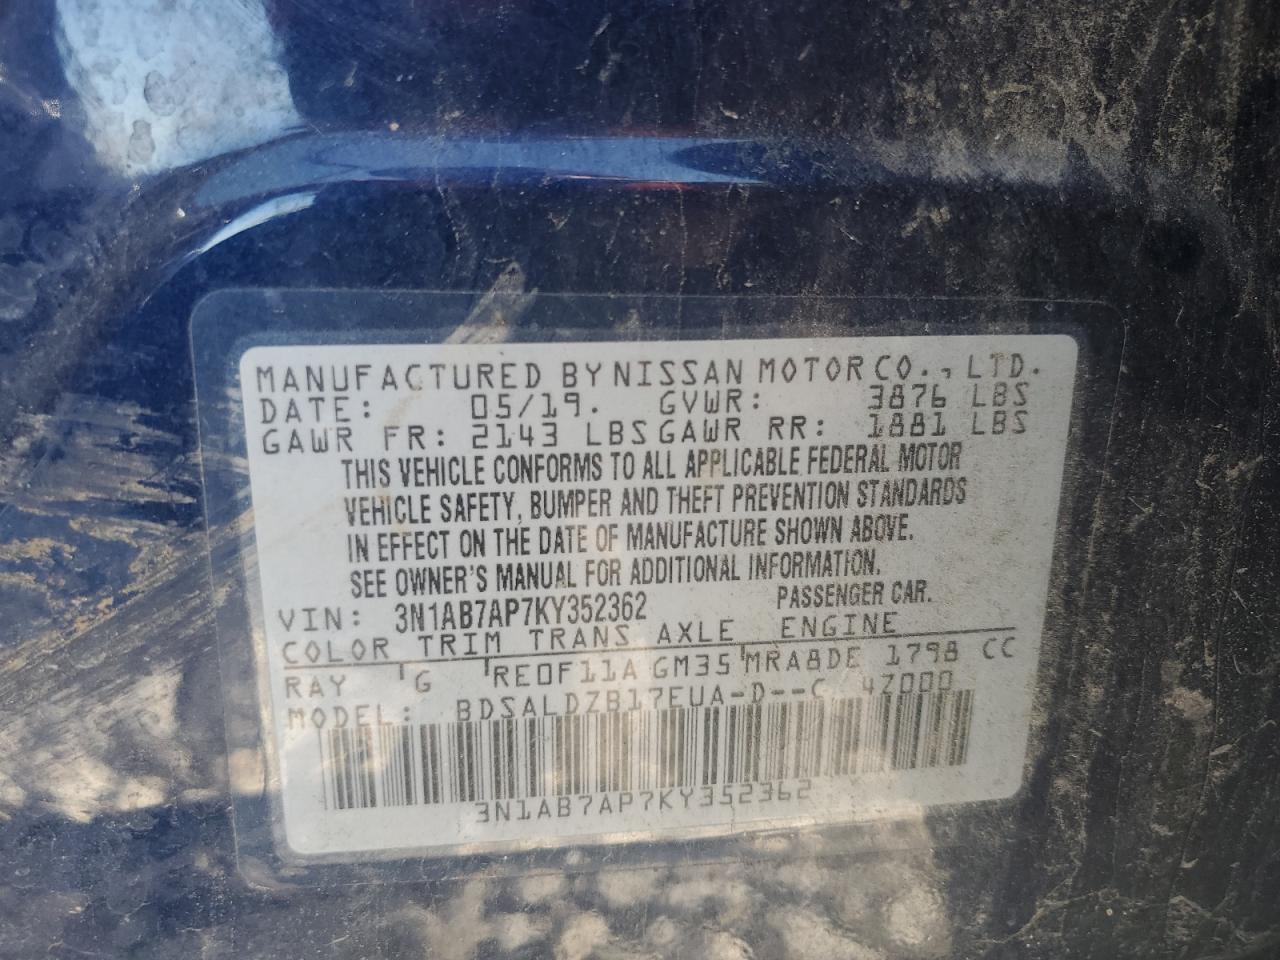 MANUFACTURED BY NISSAN MOTOR CO., LTD.
DATE: 05/19. GVWR: 3876 LBS
GAWR FR: 2143 LBS GAWR RR: 1881 LBS
THIS VEHICLE CONFORMS TO ALL APPLICABLE FEDERAL MOTOR
VEHICLE SAFETY, BUMPER AND THEFT PREVENTION STANDARDS
IN EFFECT ON THE DATE OF MANUFACTURE SHOWN ABOVE.
SEE OWNER'S MANUAL FOR ADDITIONAL INFORMATION.
VIN: 3N1AB7AP7KY352362 PASSENGER CAR.
COLOR TRIM TRANS AXLE ENGINE
RAY G RE0F11A GM35 MRA8DE 1798 CC
MODEL: BDSALDZB17EUA-D--C 4Z000
3N1AB7AP7KY352362